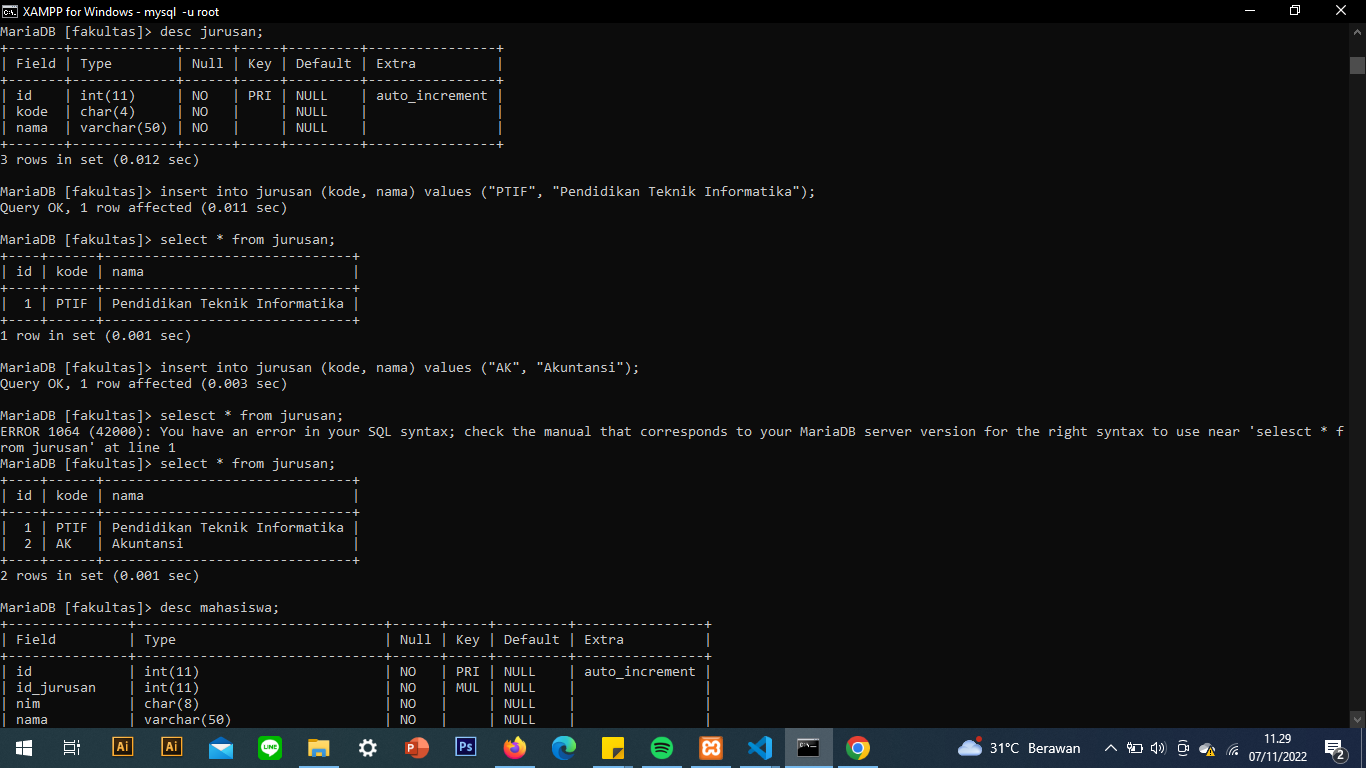 XAMPP for Windows - mysql  -u root
MariaDB [fakultas]> desc jurusan;
+-------+-------------+------+-----+---------+----------------+
| Field | Type        | Null | Key | Default | Extra          |
+-------+-------------+------+-----+---------+----------------+
| id    | int(11)     | NO   | PRI | NULL    | auto_increment |
| kode  | char(4)     | NO   |     | NULL    |                |
| nama  | varchar(50) | NO   |     | NULL    |                |
+-------+-------------+------+-----+---------+----------------+
3 rows in set (0.012 sec)
MariaDB [fakultas]> insert into jurusan (kode, nama) values ("PTIF", "Pendidikan Teknik Informatika");
Query OK, 1 row affected (0.011 sec)
MariaDB [fakultas]> select * from jurusan;
+----+------+-------------------------------+
| id | kode | nama                          |
+----+------+-------------------------------+
|  1 | PTIF | Pendidikan Teknik Informatika |
+----+------+-------------------------------+
1 row in set (0.001 sec)
MariaDB [fakultas]> insert into jurusan (kode, nama) values ("AK", "Akuntansi");
Query OK, 1 row affected (0.003 sec)
MariaDB [fakultas]> selesct * from jurusan;
ERROR 1064 (42000): You have an error in your SQL syntax; check the manual that corresponds to your MariaDB server version for the right syntax to use near 'selesct * f
rom jurusan' at line 1
MariaDB [fakultas]> select * from jurusan;
+----+------+-------------------------------+
| id | kode | nama                          |
+----+------+-------------------------------+
|  1 | PTIF | Pendidikan Teknik Informatika |
|  2 | AK   | Akuntansi                     |
+----+------+-------------------------------+
2 rows in set (0.001 sec)
MariaDB [fakultas]> desc mahasiswa;
+---------------+-------------------------------+------+-----+---------+----------------+
| Field         | Type                          | Null | Key | Default | Extra          |
+---------------+-------------------------------+------+-----+---------+----------------+
| id            | int(11)                       | NO   | PRI | NULL    | auto_increment |
| id_jurusan    | int(11)                       | NO   | MUL | NULL    |                |
| nim           | char(8)                       | NO   |     | NULL    |                |
| nama          | varchar(50)                   | NO   |     | NULL    |                |
Ai
Ai
LINE
P
Ps
31°C Berawan
11.29
07/11/2022
2